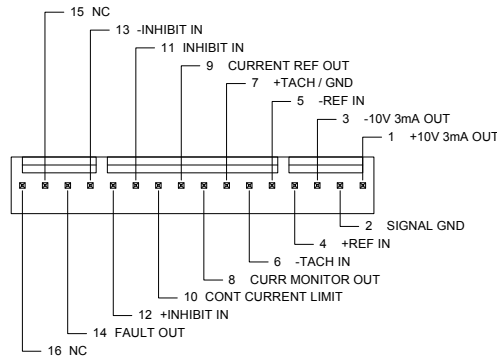 15 NC
13 -INHIBIT IN
11 INHIBIT IN
9 CURRENT REF OUT
7 +TACH / GND
5 -REF IN
3 -10V 3mA OUT
1 +10V 3mA OUT
2 SIGNAL GND
4 +REF IN
6 -TACH IN
8 CURR MONITOR OUT
10 CONT CURRENT LIMIT
12 +INHIBIT IN
14 FAULT OUT
16 NC